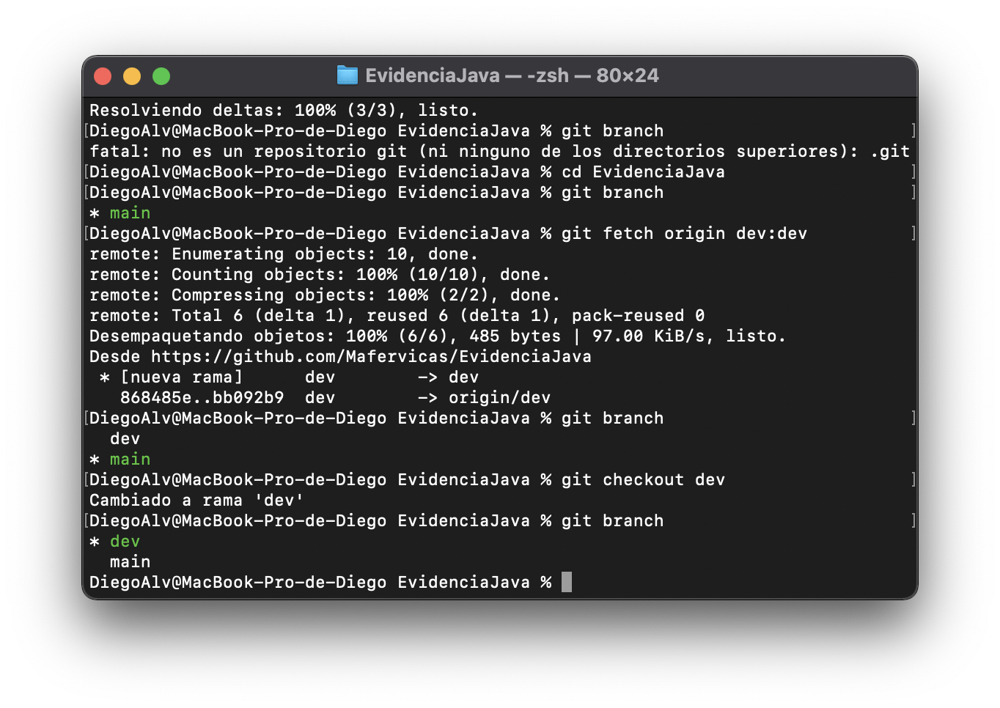 EvidenciaJava — -zsh — 80×24
Resolviendo deltas: 100% (3/3), listo.
[DiegoAlv@MacBook-Pro-de-Diego EvidenciaJava % git branch ]
fatal: no es un repositorio git (ni ninguno de los directorios superiores): .git
[DiegoAlv@MacBook-Pro-de-Diego EvidenciaJava % cd EvidenciaJava ]
[DiegoAlv@MacBook-Pro-de-Diego EvidenciaJava % git branch ]
* main
[DiegoAlv@MacBook-Pro-de-Diego EvidenciaJava % git fetch origin dev:dev ]
remote: Enumerating objects: 10, done.
remote: Counting objects: 100% (10/10), done.
remote: Compressing objects: 100% (2/2), done.
remote: Total 6 (delta 1), reused 6 (delta 1), pack-reused 0
Desempaquetando objetos: 100% (6/6), 485 bytes | 97.00 KiB/s, listo.
Desde https://github.com/Mafervicas/EvidenciaJava
 * [nueva rama]      dev        -> dev
   868485e..bb092b9  dev        -> origin/dev
[DiegoAlv@MacBook-Pro-de-Diego EvidenciaJava % git branch ]
  dev
* main
[DiegoAlv@MacBook-Pro-de-Diego EvidenciaJava % git checkout dev ]
Cambiado a rama 'dev'
[DiegoAlv@MacBook-Pro-de-Diego EvidenciaJava % git branch ]
* dev
  main
DiegoAlv@MacBook-Pro-de-Diego EvidenciaJava %